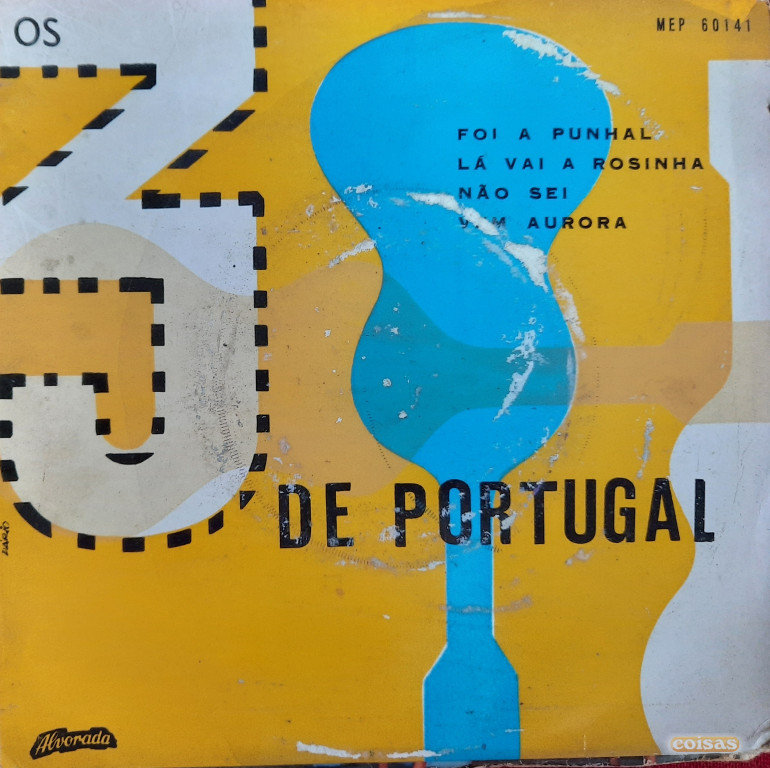 OS
MEP 60141
3
FOI A PUNHAL
LÁ VAI A ROSINHA
NÃO SEI
AURORA
DE PORTUGAL
Alvorada
coisas